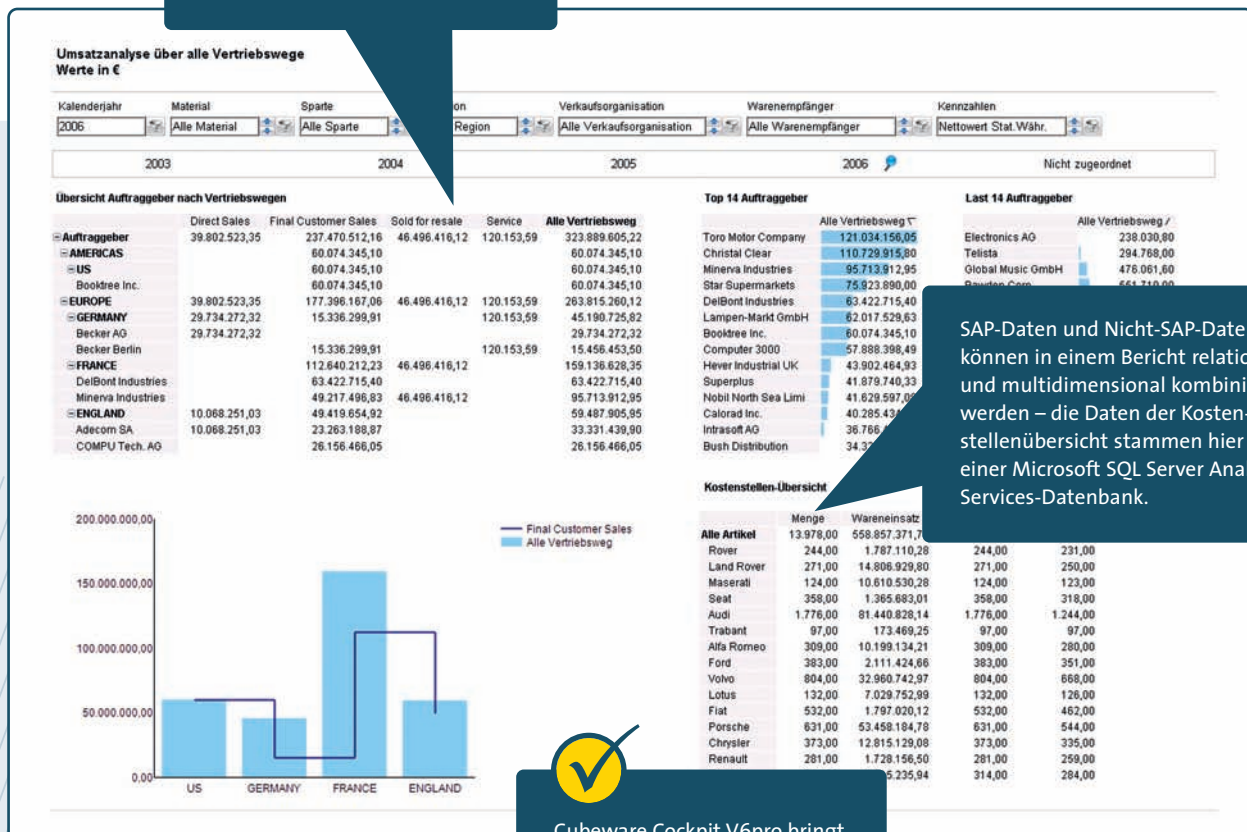 Umsatzanalyse über alle Vertriebswege
Werte in €
Kalenderjahr Material Sparte on Verkaufsorganisation Warenempfänger Kennzahlen
2006 Alle Material Alle Sparte Region Alle Verkaufsorganisation Alle Warenempfänger Nettowert Stat.Währ.
2003 2004 2005 2006 Nicht zugeordnet
Übersicht Auftraggeber nach Vertriebswegen
Direct Sales Final Customer Sales Sold for resale Service Alle Vertriebsweg
Auftraggeber 39.802.523,35 237.470.512,16 46.496.416,12 120.153,59 323.889.605,22
AMERICAS 60.074.345,10 60.074.345,10
US 60.074.345,10 60.074.345,10
Booktree Inc. 60.074.345,10 60.074.345,10
EUROPE 39.802.523,35 177.396.167,06 46.496.416,12 120.153,59 263.815.260,12
GERMANY 29.734.272,32 15.336.299,91 120.153,59 45.190.725,82
Becker AG 29.734.272,32 29.734.272,32
Becker Berlin 15.336.299,91 120.153,59 15.456.453,50
FRANCE 112.640.212,23 46.496.416,12 159.136.628,35
DelBont Industries 63.422.715,40 63.422.715,40
Minerva Industries 49.217.496,83 46.496.416,12 95.713.912,95
ENGLAND 10.068.251,03 49.419.654,92 59.487.905,95
Adecom SA 10.068.251,03 23.263.188,87 33.331.439,90
COMPU Tech. AG 26.156.466,05 26.156.466,05
Top 14 Auftraggeber
Alle Vertriebsweg
Toro Motor Company 121.034.156,05
Christal Clear 110.729.915,80
Minerva Industries 95.713.912,95
Star Supermarkets 75.923.890,00
DelBont Industries 63.422.715,40
Lampen-Markt GmbH 62.017.529,63
Booktree Inc. 60.074.345,10
Computer 3000 57.888.398,49
Hever Industrial UK 43.902.464,93
Superplus 41.879.740,33
Nobil North Sea Limi 41.629.597,0
Calorad Inc. 40.285.434
Intrasoft AG 36.766
Bush Distribution 34.3
Last 14 Auftraggeber
Alle Vertriebsweg
Electronics AG 238.030,80
Telista 294.768,00
Global Music GmbH 476.061,60
SAP-Daten und Nicht-SAP-Date
können in einem Bericht relatio
und multidimensional kombini
werden – die Daten der Kosten-
stellenübersicht stammen hier
einer Microsoft SQL Server Ana
Services-Datenbank.
Kostenstellen-Übersicht
Menge Wareneinsatz
Alle Artikel 13.978,00 558.857.371,7
Rover 244,00 1.787.110,28 244,00 231,00
Land Rover 271,00 14.806.929,80 271,00 250,00
Maserati 124,00 10.610.530,28 124,00 123,00
Seat 358,00 1.365.683,01 358,00 318,00
Audi 1.776,00 81.440.828,14 1.776,00 1.244,00
Trabant 97,00 173.469,25 97,00 97,00
Alfa Romeo 309,00 10.199.134,21 309,00 280,00
Ford 383,00 2.111.424,66 383,00 351,00
Volvo 804,00 32.960.742,97 804,00 668,00
Lotus 132,00 7.029.752,99 132,00 126,00
Fiat 532,00 1.797.020,12 532,00 462,00
Porsche 631,00 53.458.184,78 631,00 544,00
Chrysler 373,00 12.815.129,08 373,00 335,00
Renault 281,00 1.728.156,50 281,00 259,00
5.235,94 314,00 284,00
200.000.000,00
150.000.000,00
100.000.000,00
50.000.000,00
0,00
US GERMANY FRANCE ENGLAND
Final Customer Sales
Alle Vertriebsweg
Cubeware Cockpit V6pro bringt